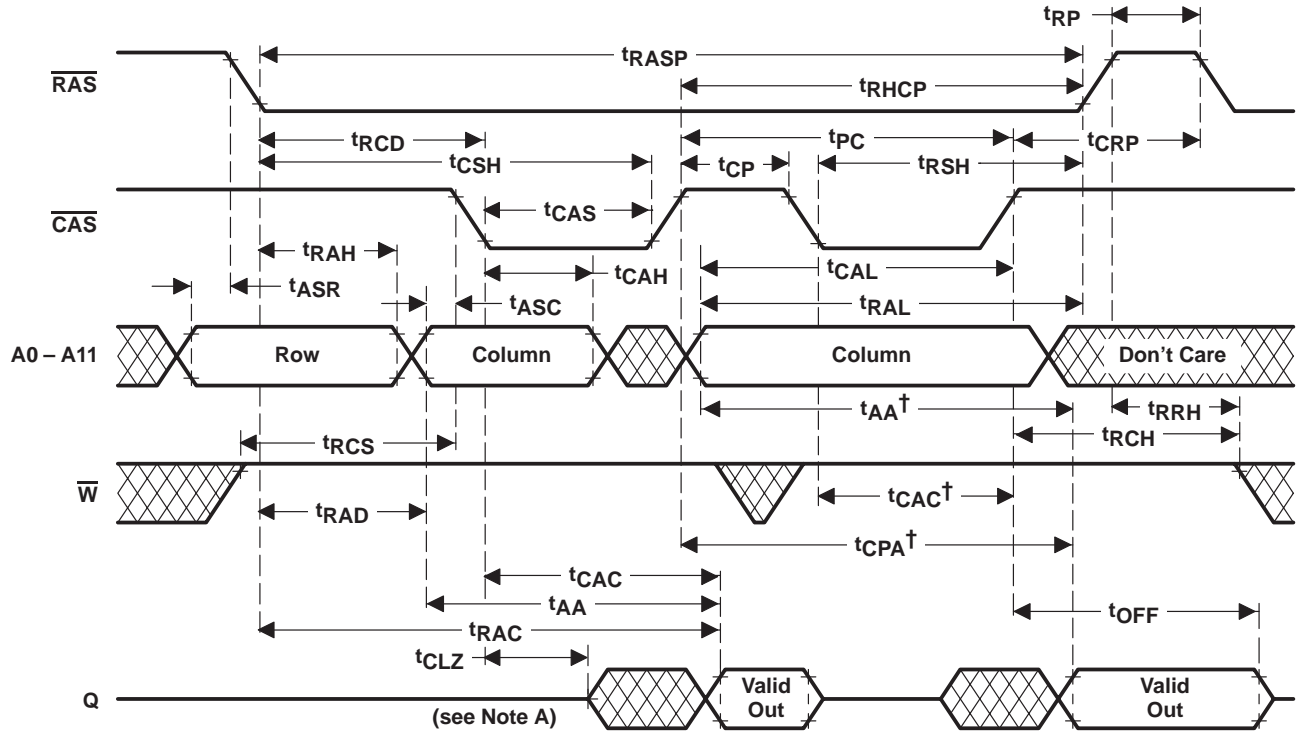 tRP
tRASP
RAS
tRHCP
tRCD
tPC
tCRP
tCSH
tCP
tRSH
CAS
tCAS
tRAH
tCAH
tCAL
tASR
tASC
tRAL
A0 – A11
Row
Column
Column
Don't Care
tAA†
tRRH
tRCS
tRCH
W
tCAC†
tRAD
tCPA†
tCAC
tAA
tOFF
tRAC
tCLZ
Q
(see Note A)
Valid
Out
Valid
Out